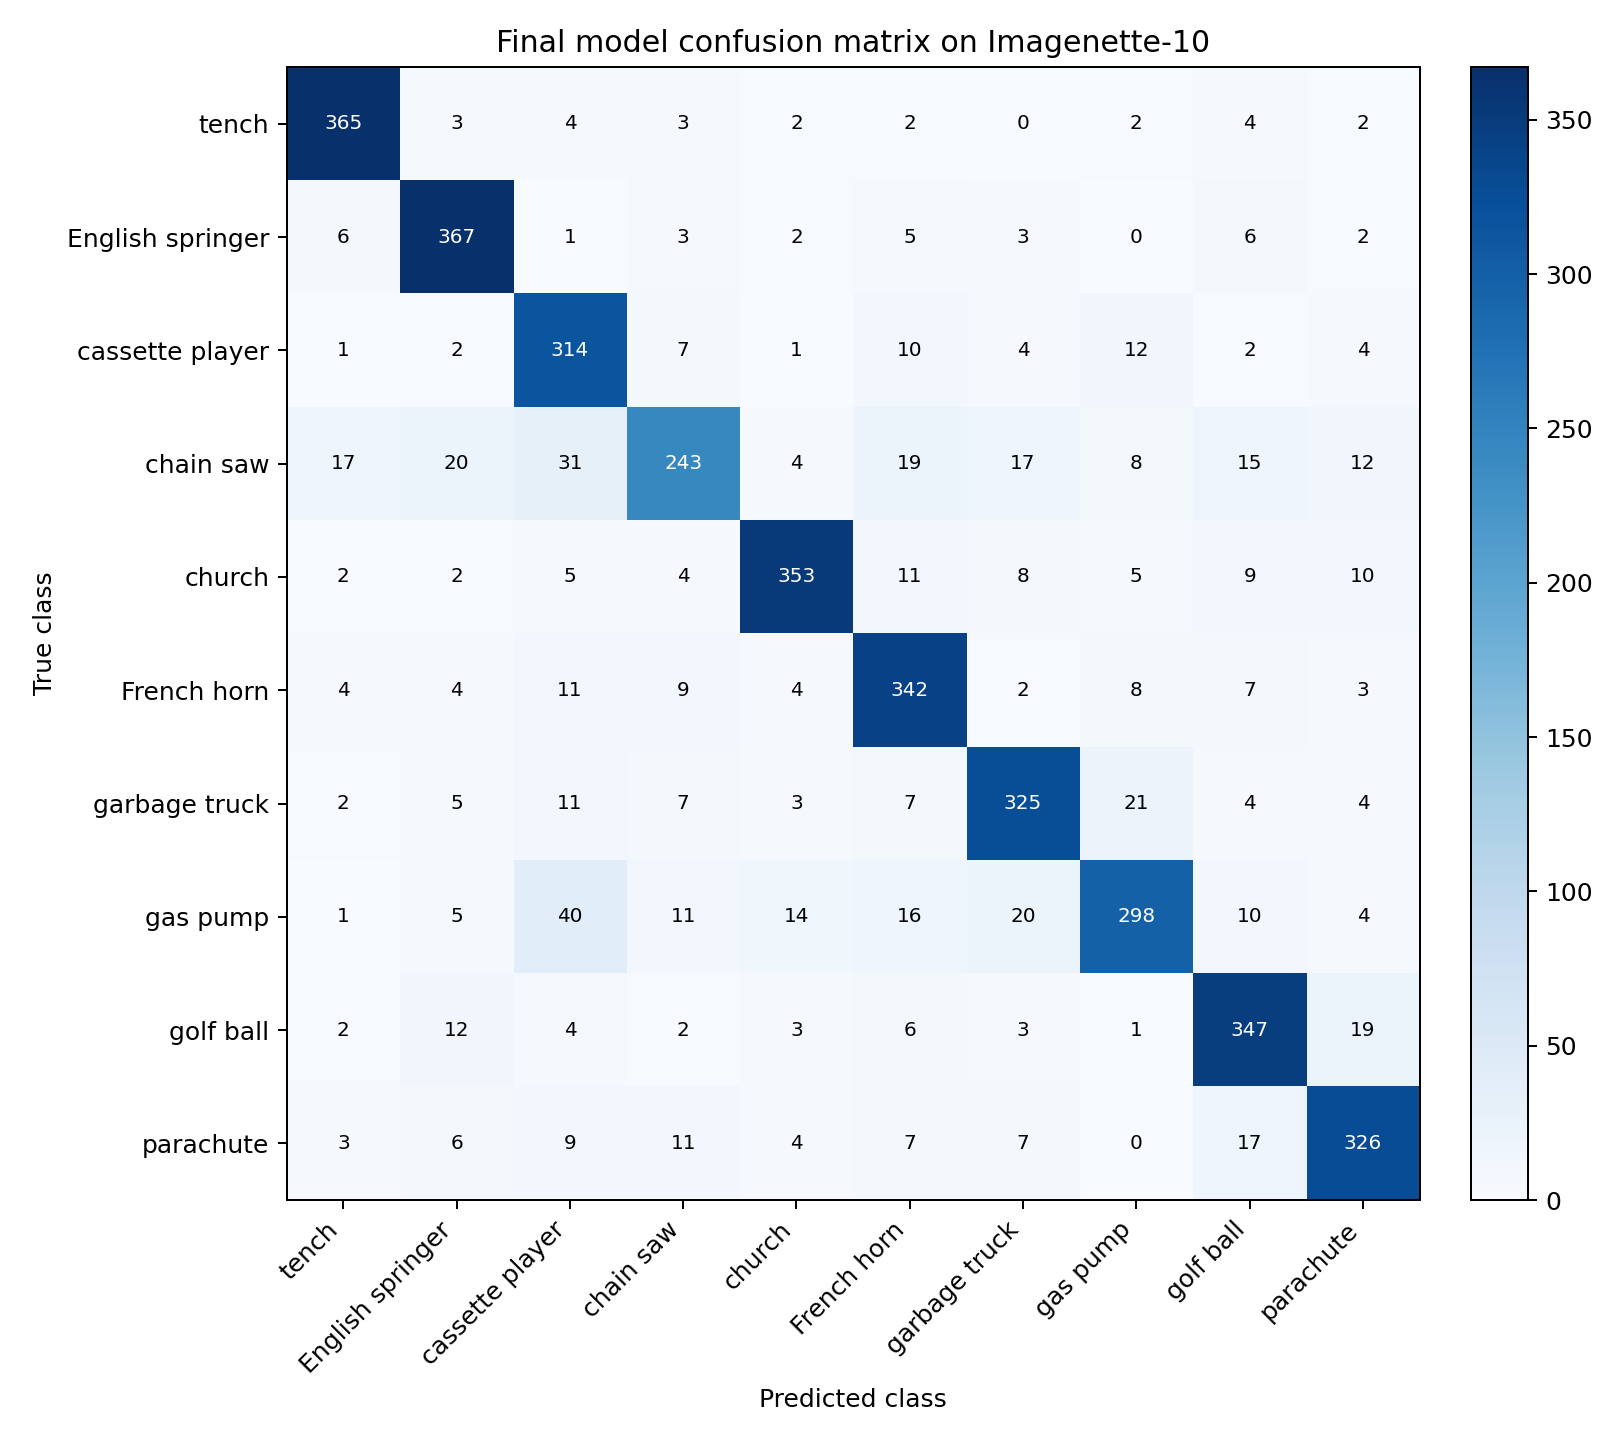 Final model confusion matrix on Imagenette-10
True class
tench 365 3 4 3 2 2 0 2 4 2
English springer 6 367 1 3 2 5 3 0 6 2
cassette player 1 2 314 7 1 10 4 12 2 4
chain saw 17 20 31 243 4 19 17 8 15 12
church 2 2 5 4 353 11 8 5 9 10
French horn 4 4 11 9 4 342 2 8 7 3
garbage truck 2 5 11 7 3 7 325 21 4 4
gas pump 1 5 40 11 14 16 20 298 10 4
golf ball 2 12 4 2 3 6 3 1 347 19
parachute 3 6 9 11 4 7 7 0 17 326
tench English springer cassette player chain saw church French horn garbage truck gas pump golf ball parachute
Predicted class
350
300
250
200
150
100
50
0